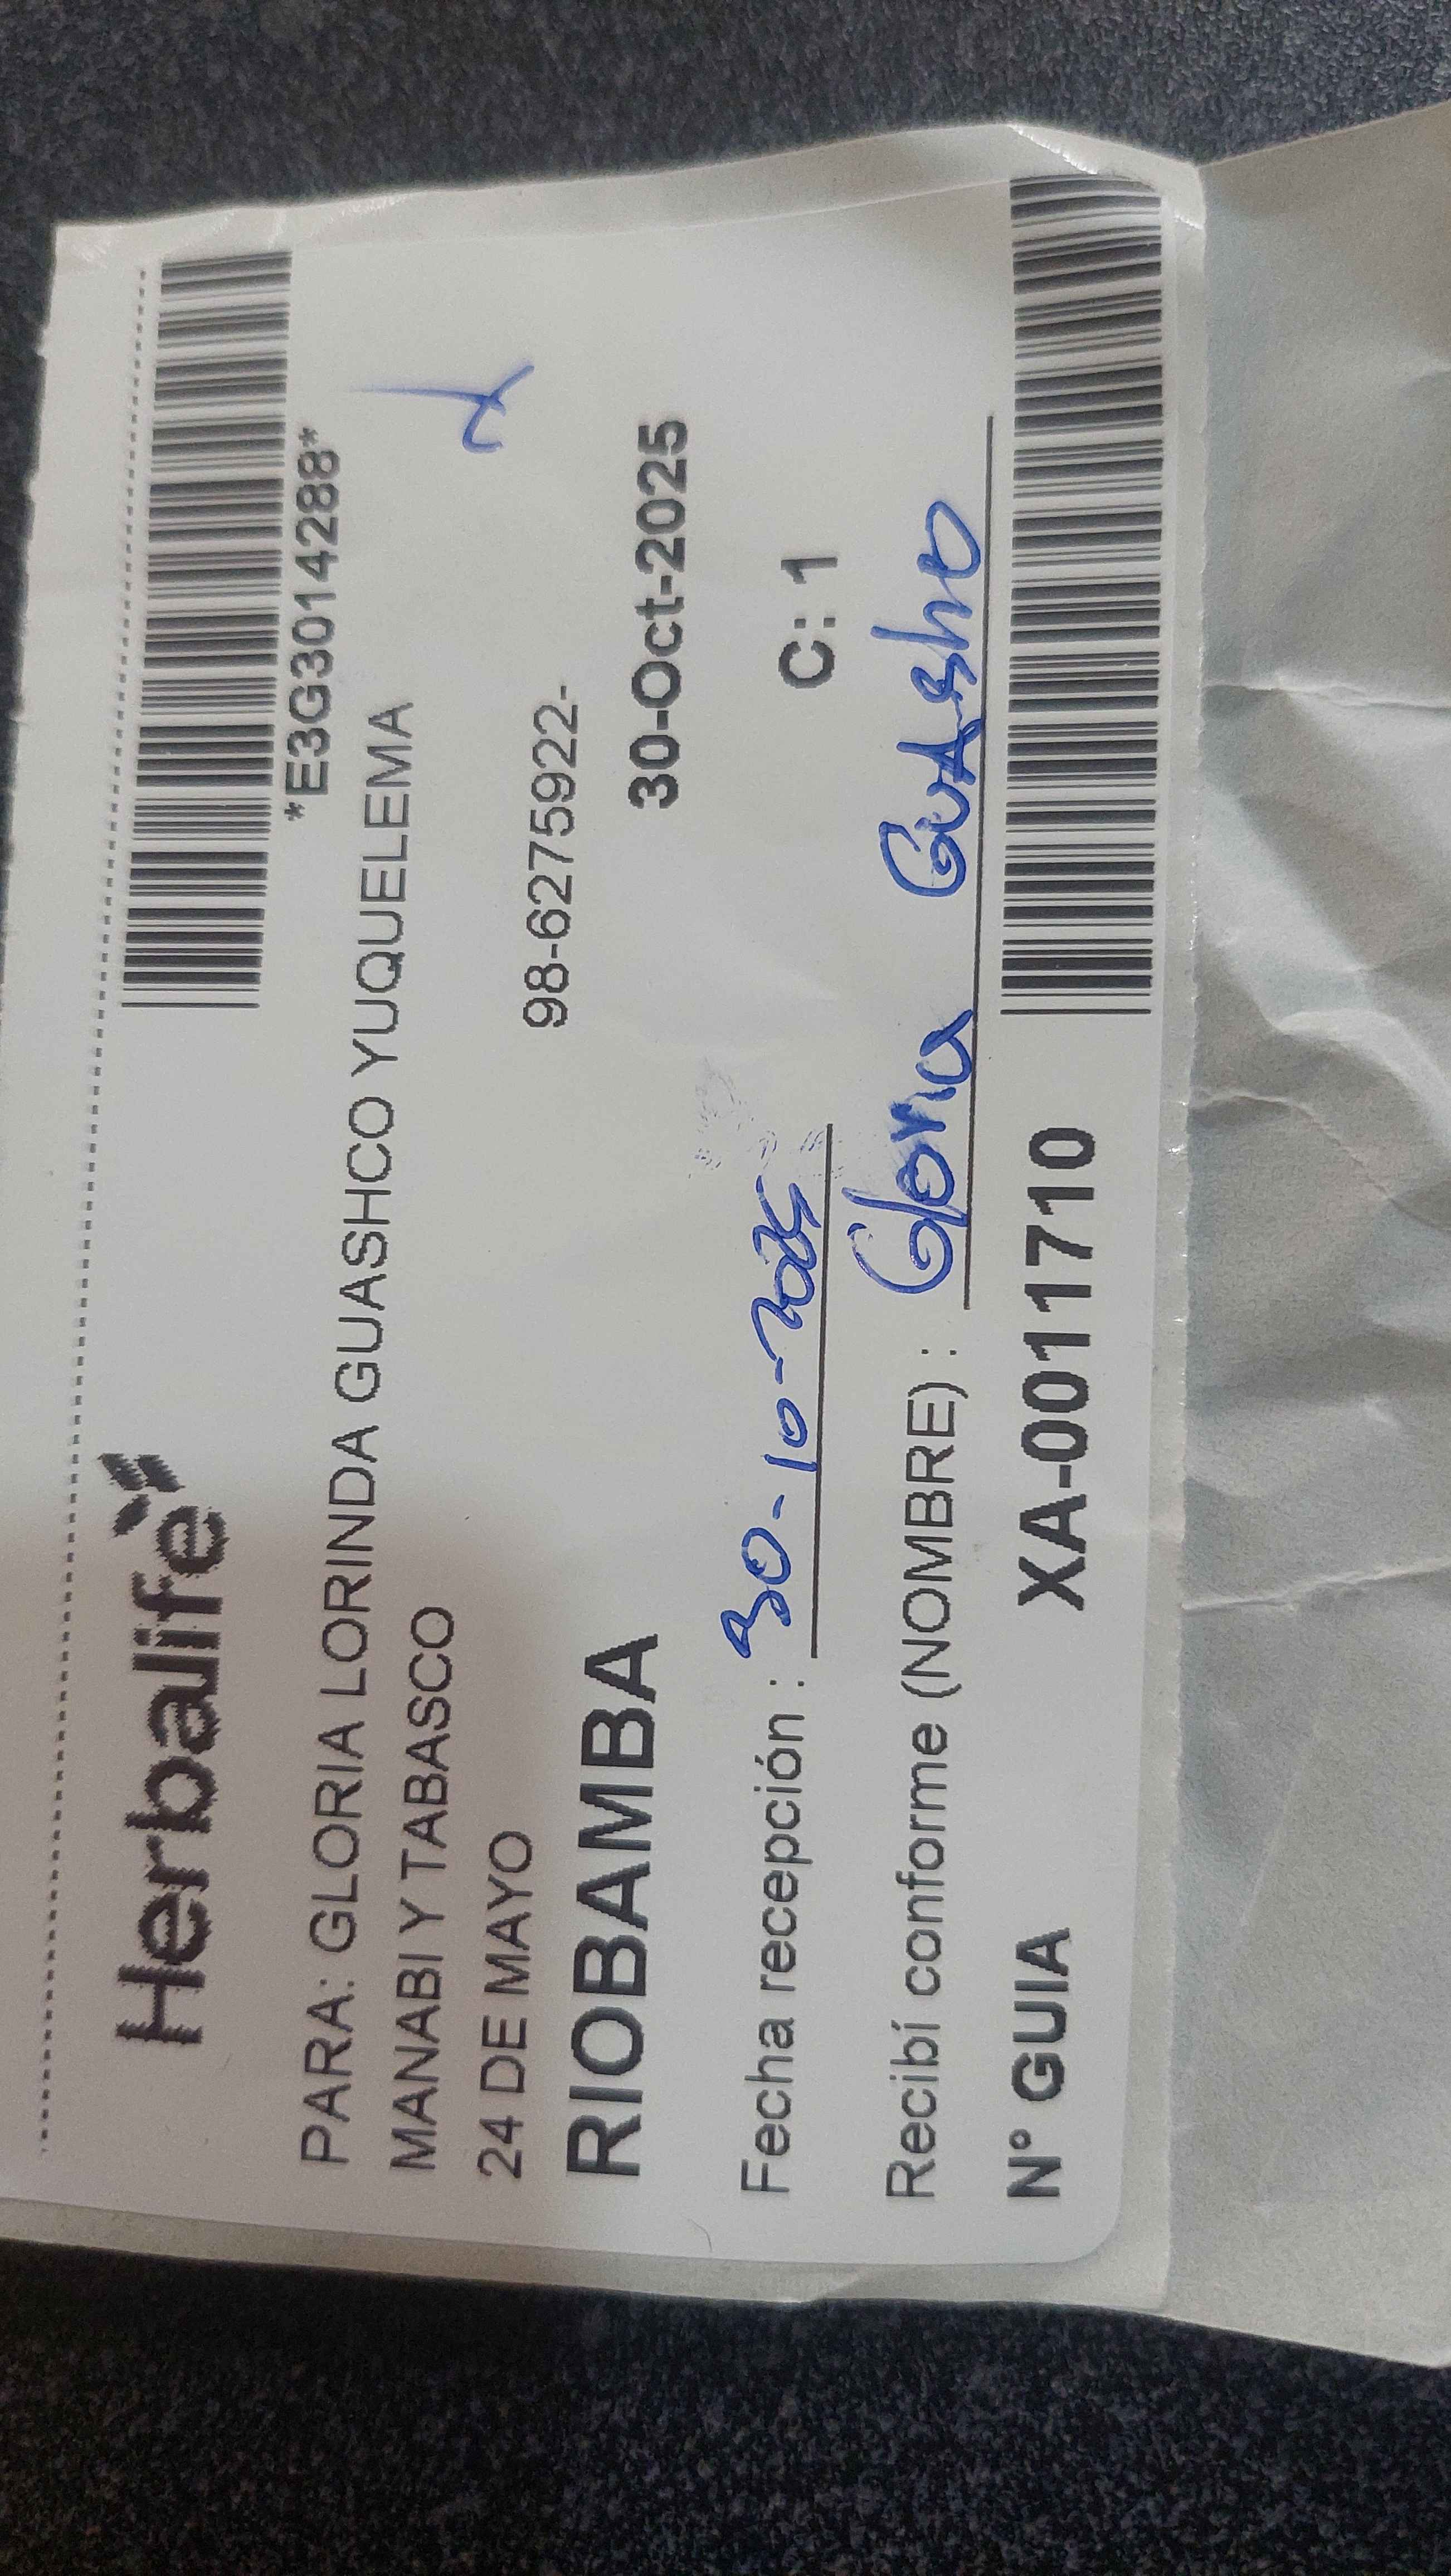 Herbalife
*E3G3014288*
PARA: GLORIA LORINDA GUASHCO YUQUELEMA
MANABI Y TABASCO
24 DE MAYO 98-6275922-
RIOBAMBA 30-Oct-2025
Fecha recepción : 30-10-2025 C: 1
Recibí conforme (NOMBRE) : Gloria GUAShco
N° GUIA XA-0011710